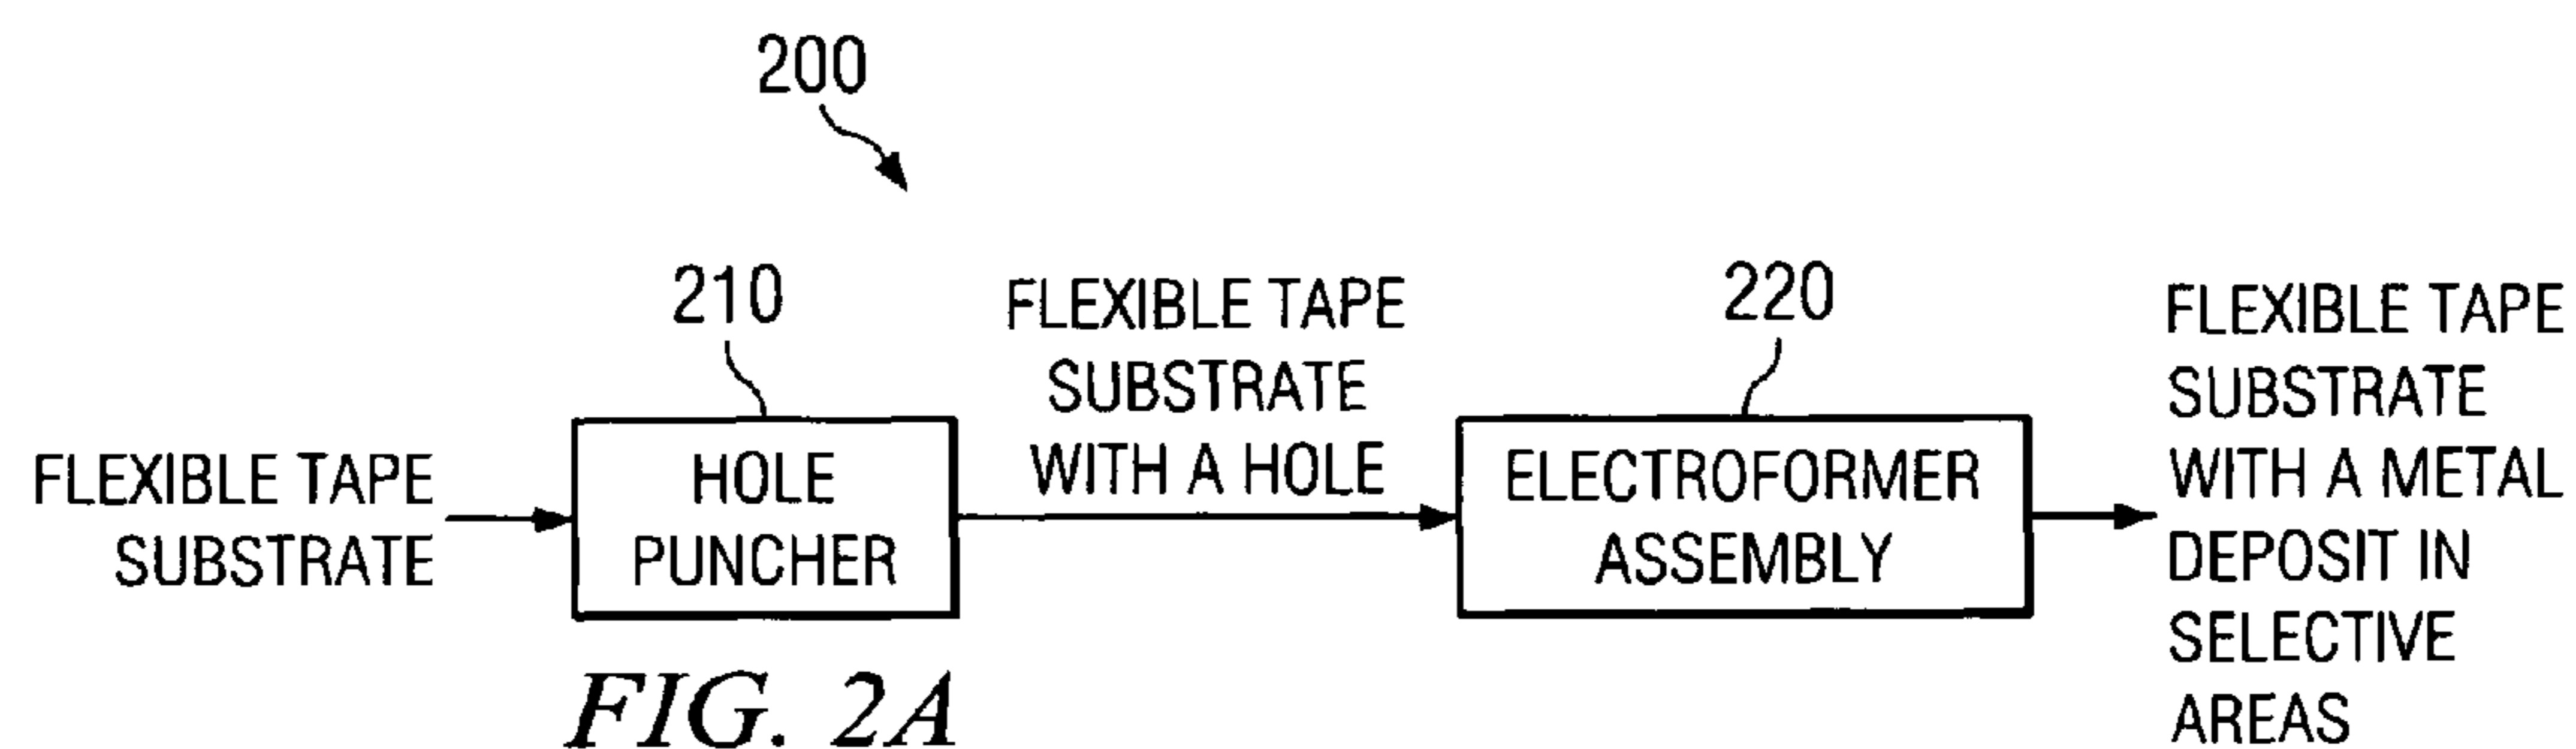 200
210
FLEXIBLE TAPE
SUBSTRATE
WITH A HOLE
220
FLEXIBLE TAPE
SUBSTRATE
WITH A METAL
DEPOSIT IN
SELECTIVE
AREAS
FLEXIBLE TAPE
SUBSTRATE
HOLE
PUNCHER
ELECTROFORMER
ASSEMBLY
FIG. 2A